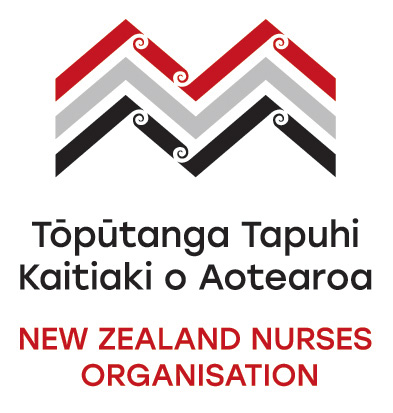 Tōpūtanga Tapuhi
Kaitiaki o Aotearoa
NEW ZEALAND NURSES
ORGANISATION